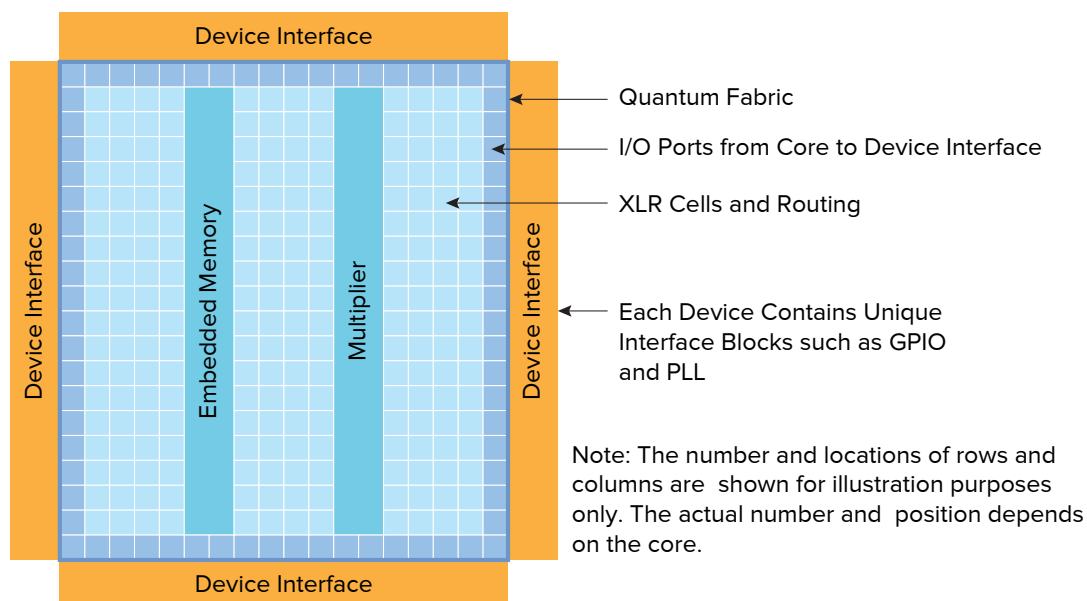 Device Interface
Device Interface
Embedded Memory
Multiplier
Device Interface
Quantum Fabric
I/O Ports from Core to Device Interface
XLR Cells and Routing
Each Device Contains Unique
Interface Blocks such as GPIO
and PLL
Note: The number and locations of rows and
columns are shown for illustration purposes
only. The actual number and position depends
on the core.
Device Interface